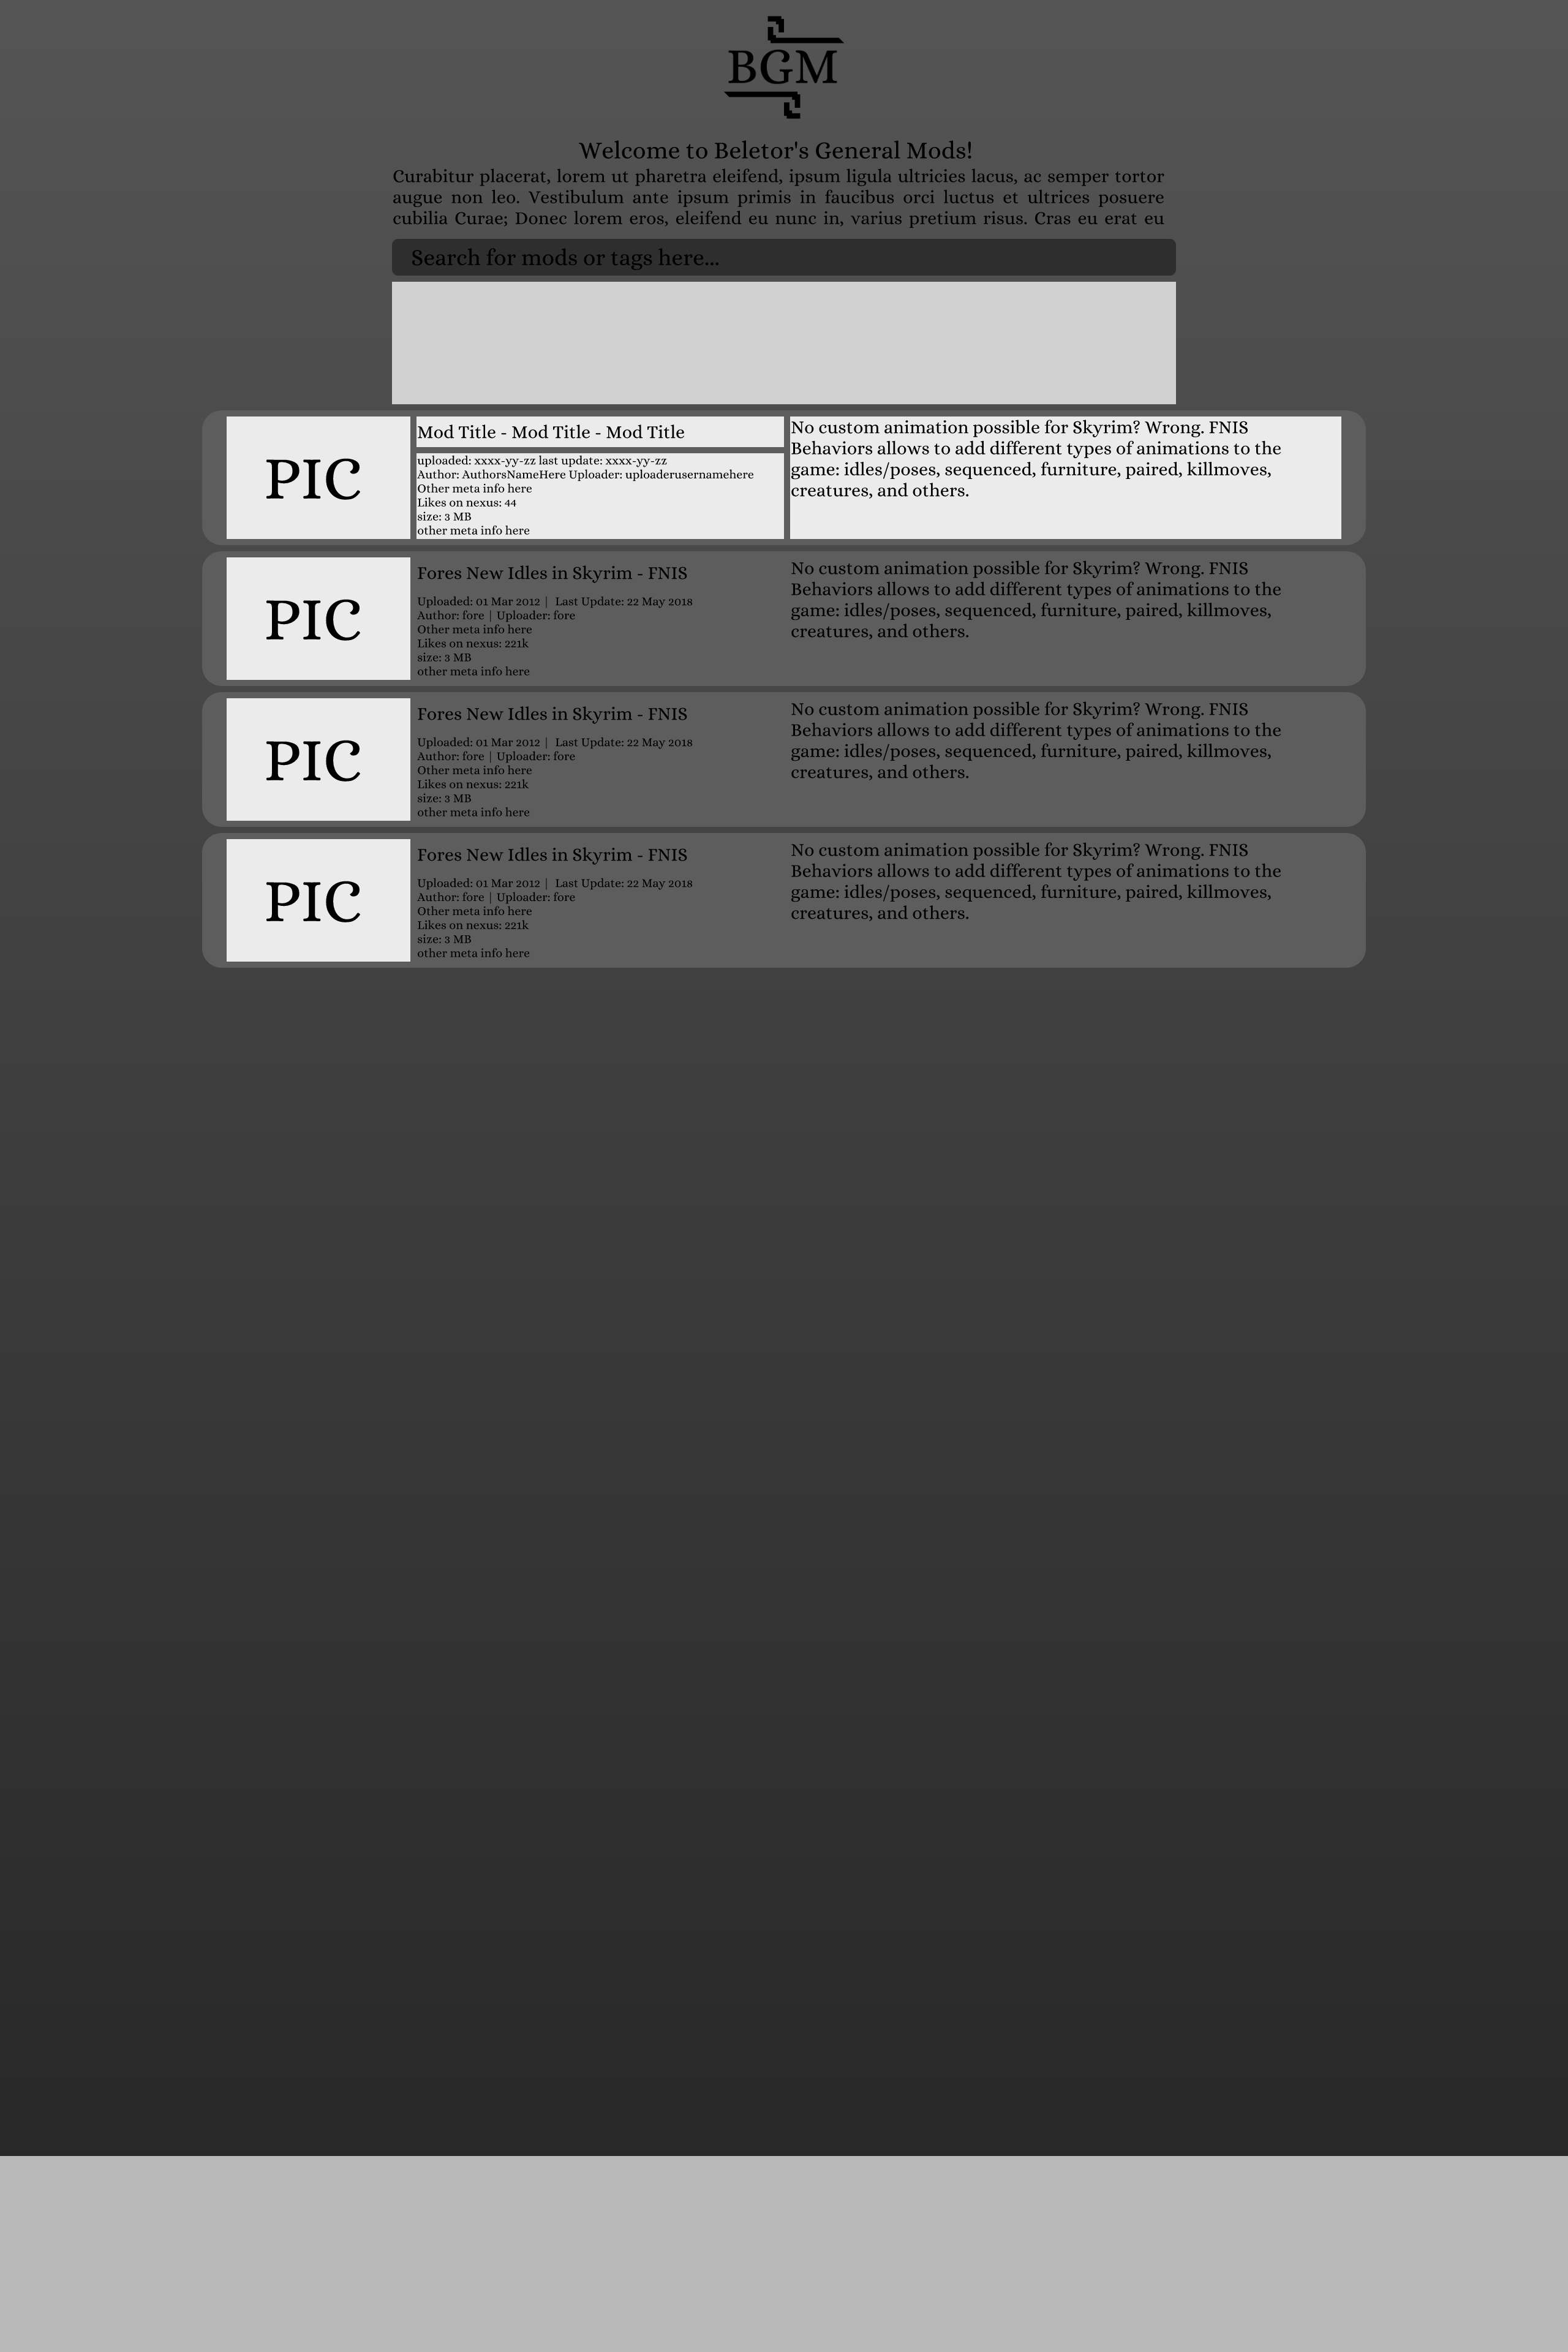 BGM
Welcome to Beletor's General Mods!
Curabitur placerat, lorem ut pharetra eleifend, ipsum ligula ultricies lacus, ac semper tortor
augue non leo. Vestibulum ante ipsum primis in faucibus orci luctus et ultrices posuere
cubilia Curae; Donec lorem eros, eleifend eu nunc in, varius pretium risus. Cras eu erat eu
Search for mods or tags here...
PIC
Mod Title - Mod Title - Mod Title
uploaded: xxxx-yy-zz last update: xxxx-yy-zz
Author: AuthorsNameHere Uploader: uploaderusernamehere
Other meta info here
Likes on nexus: 44
size: 3 MB
other meta info here
No custom animation possible for Skyrim? Wrong. FNIS
Behaviors allows to add different types of animations to the
game: idles/poses, sequenced, furniture, paired, killmoves,
creatures, and others.
PIC
Fores New Idles in Skyrim - FNIS
Uploaded: 01 Mar 2012 | Last Update: 22 May 2018
Author: fore | Uploader: fore
Other meta info here
Likes on nexus: 221k
size: 3 MB
other meta info here
No custom animation possible for Skyrim? Wrong. FNIS
Behaviors allows to add different types of animations to the
game: idles/poses, sequenced, furniture, paired, killmoves,
creatures, and others.
PIC
Fores New Idles in Skyrim - FNIS
Uploaded: 01 Mar 2012 | Last Update: 22 May 2018
Author: fore | Uploader: fore
Other meta info here
Likes on nexus: 221k
size: 3 MB
other meta info here
No custom animation possible for Skyrim? Wrong. FNIS
Behaviors allows to add different types of animations to the
game: idles/poses, sequenced, furniture, paired, killmoves,
creatures, and others.
PIC
Fores New Idles in Skyrim - FNIS
Uploaded: 01 Mar 2012 | Last Update: 22 May 2018
Author: fore | Uploader: fore
Other meta info here
Likes on nexus: 221k
size: 3 MB
other meta info here
No custom animation possible for Skyrim? Wrong. FNIS
Behaviors allows to add different types of animations to the
game: idles/poses, sequenced, furniture, paired, killmoves,
creatures, and others.